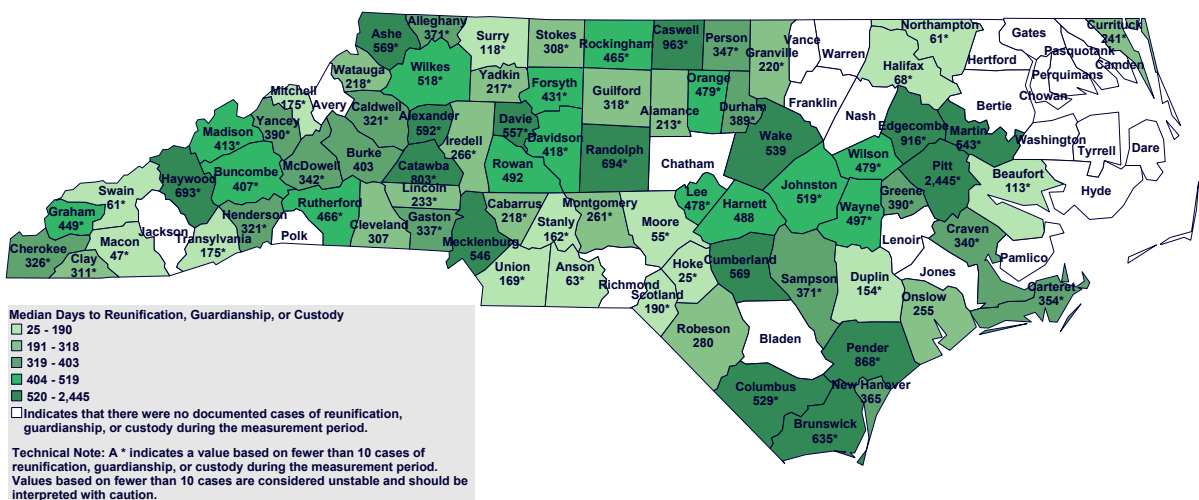 Ashe
569*
Alleghany
371*
Surry
118*
Stokes
308*
Rockingham
465*
Caswell
963*
Person
347*
Granville
220*
Vance
Warren
Northampton
61*
Gates
Currituck
241*
Pasquotank
Camden
Perquimans
Chowan
Hertford
Halifax
68*
Bertie
Watauga
218*
Wilkes
518*
Yadkin
217*
Forsyth
431*
Guilford
318*
Alamance
213*
Orange
479*
Durham
389*
Franklin
Nash
Edgecombe
916*
Martin
543*
Washington
Tyrrell
Dare
Mitchell
175*
Avery
Yancey
390*
Caldwell
321*
Alexander
592*
Iredell
266*
Davie
557*
Davidson
418*
Randolph
694*
Chatham
Wake
539
Wilson
479*
Pitt
2,445*
Beaufort
113*
Hyde
Madison
413*
Buncombe
407*
McDowell
342*
Burke
403
Catawba
803*
Rowan
492
Lincoln
233*
Haywood
693*
Swain
61*
Graham
449*
Cherokee
326*
Clay
311*
Macon
47*
Jackson
Transylvania
175*
Henderson
321*
Polk
Rutherford
466*
Cleveland
307
Gaston
337*
Mecklenburg
546
Cabarrus
218*
Stanly
162*
Montgomery
261*
Moore
55*
Lee
478*
Harnett
488
Johnston
519*
Wayne
497*
Greene
390*
Lenoir
Craven
340*
Pamlico
Jones
Carteret
354*
Union
169*
Anson
63*
Richmond
Scotland
190*
Hoke
25*
Cumberland
569
Sampson
371*
Duplin
154*
Onslow
255
Robeson
280
Bladen
Pender
868*
Columbus
529*
New Hanover
365
Brunswick
635*
Median Days to Reunification, Guardianship, or Custody
25 - 190
191 - 318
319 - 403
404 - 519
520 - 2,445
Indicates that there were no documented cases of reunification,
guardianship, or custody during the measurement period.
Technical Note: A * indicates a value based on fewer than 10 cases of
reunification, guardianship, or custody during the measurement period.
Values based on fewer than 10 cases are considered unstable and should be
interpreted with caution.